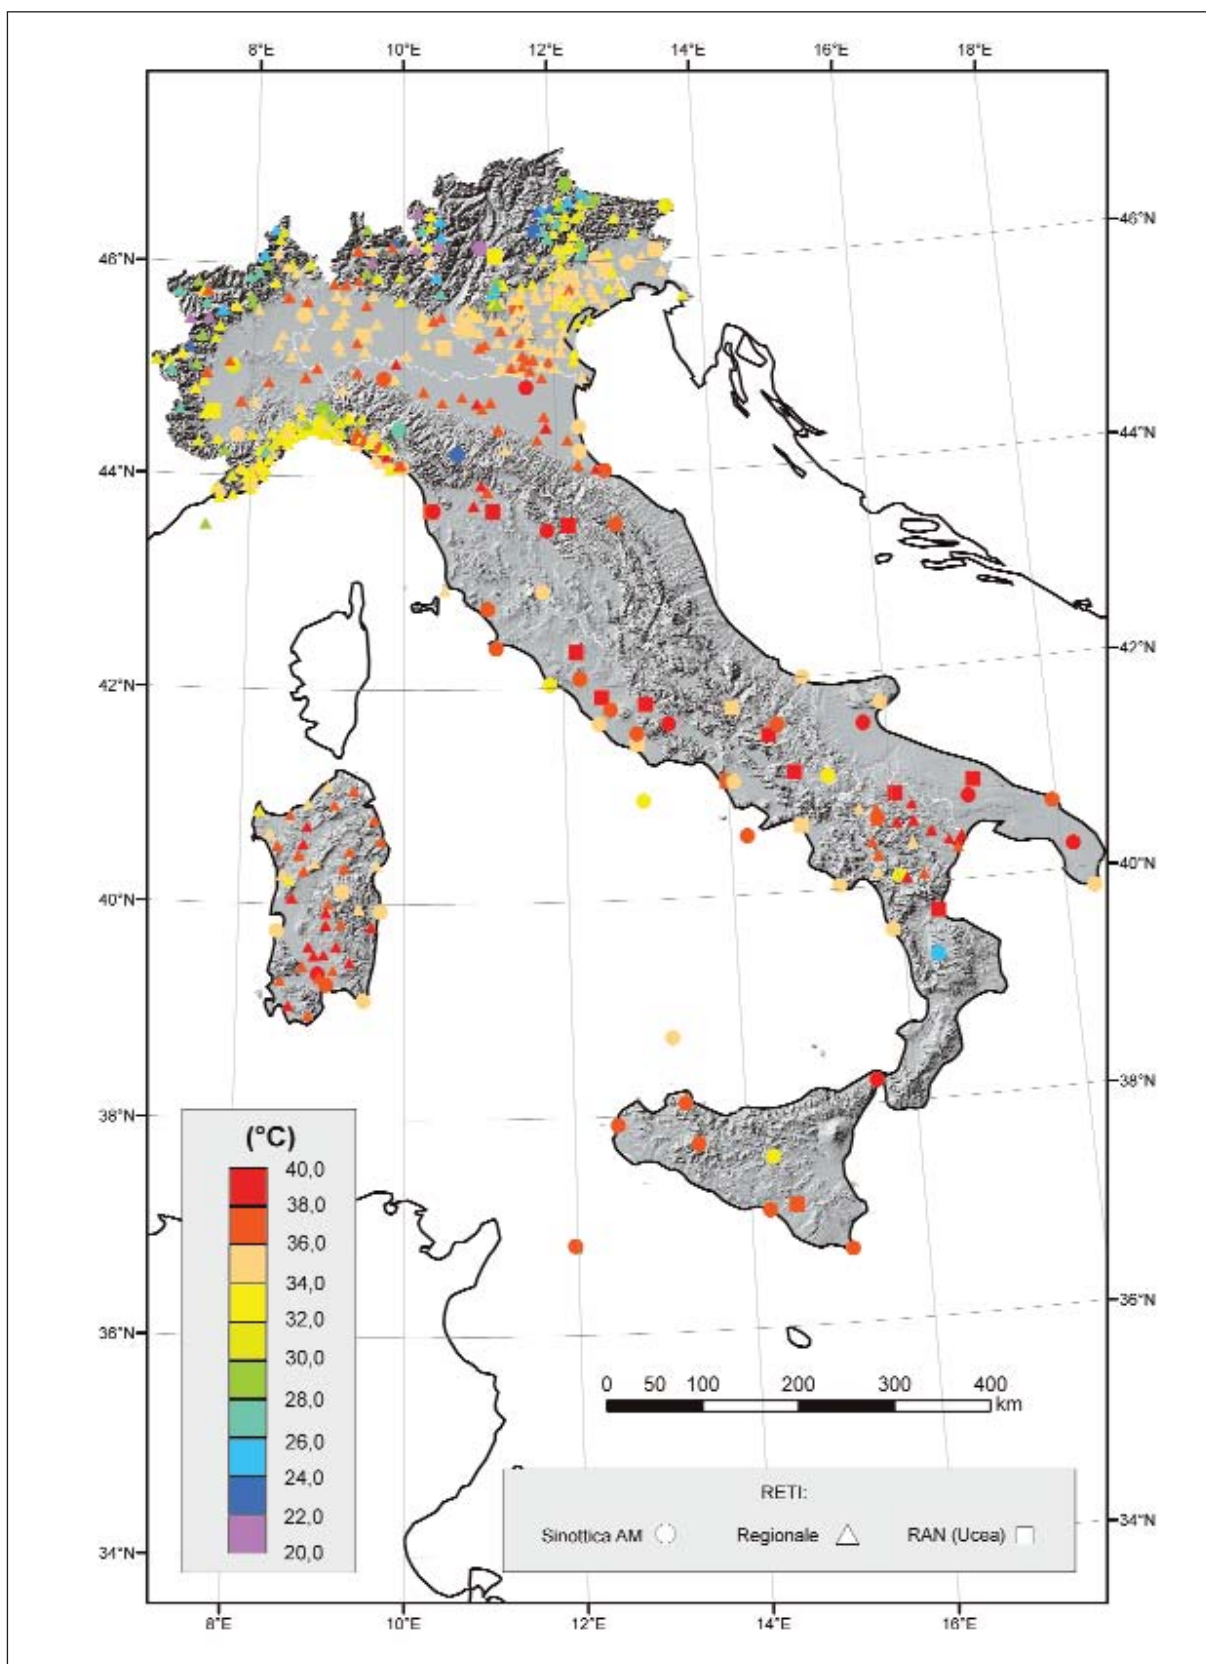 8°E 10°E 12°E 14°E 16°E 18°E
46°N
46°N
44°N
44°N
42°N
42°N
40°N
40°N
38°N
38°N
(°C)
40,0
38,0
36,0
34,0
32,0
30,0
28,0
26,0
24,0
22,0
20,0
36°N
36°N
0 50 100 200 300 400
km
RETI:
Sinottica AM Regionale RAN (Ucea)
34°N
34°N
8°E 10°E 12°E 14°E 16°E